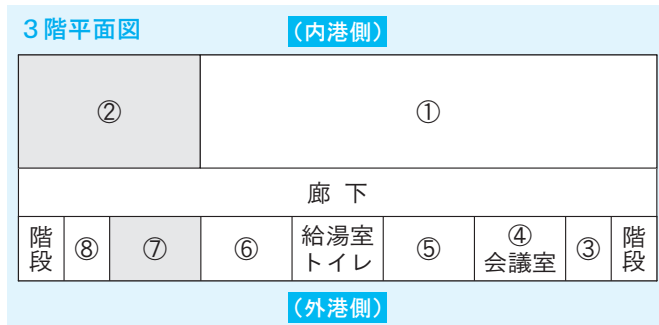 3階平面図
(内港側)
②
①
廊下
階段
⑧
⑦
⑥
給湯室
トイレ
⑤
④
会議室
③
階段
(外港側)